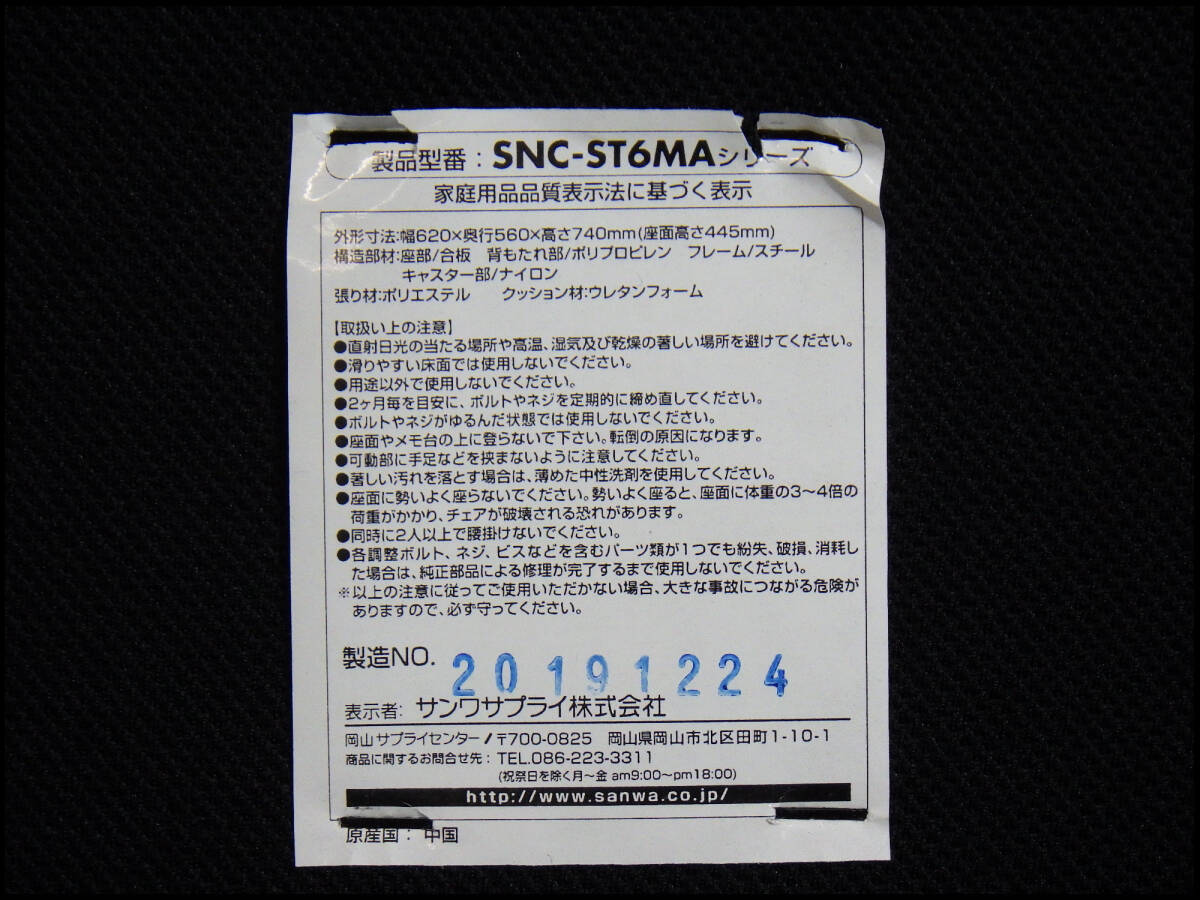 製品型番：SNC-ST6MAシリーズ
家庭用品品質表示法に基づく表示
外形寸法：幅620×奥行560×高さ740mm（座面高さ445mm）
構造部材：座部/合板　背もたれ部/ポリプロピレン　フレーム/スチール
キャスター部/ナイロン
張り材：ポリエステル　　クッション材：ウレタンフォーム
【取扱い上の注意】
●直射日光の当たる場所や高温、湿気及び乾燥の著しい場所を避けてください。
●滑りやすい床面では使用しないでください。
●用途以外で使用しないでください。
●2ヶ月毎を目安に、ボルトやネジを定期的に締め直してください。
●ボルトやネジがゆるんだ状態では使用しないでください。
●座面やメモ台の上に登らないで下さい。転倒の原因になります。
●可動部に手足などを挟まないように注意してください。
●著しい汚れを落とす場合は、薄めた中性洗剤を使用してください。
●座面に勢いよく座らないでください。勢いよく座ると、座面に体重の3～4倍の
荷重がかかり、チェアが破壊される恐れがあります。
●同時に2人以上で腰掛けないでください。
●各調整ボルト、ネジ、ビスなどを含むパーツ類が1つでも紛失、破損、消耗し
た場合は、純正部品による修理が完了するまで使用しないでください。
※以上の注意に従ってご使用いただかない場合、大きな事故につながる危険が
ありますので、必ず守ってください。
製造NO. 20191224
表示者：サンワサプライ株式会社
岡山サプライセンター/〒700-0825　岡山県岡山市北区田町1-10-1
商品に関するお問合せ先：TEL.086-223-3311
（祝祭日を除く月～金 am9:00～pm18:00）
http://www.sanwa.co.jp/
原産国：中国